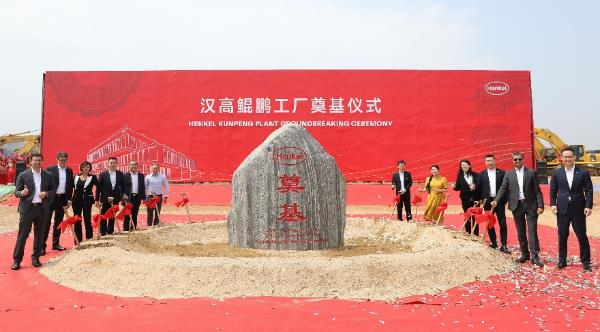 Henkel
汉高鲲鹏工厂奠基仪式
HENKEL KUNPENG PLANT GROUNDBREAKING CEREMONY
Henkel
奠
基